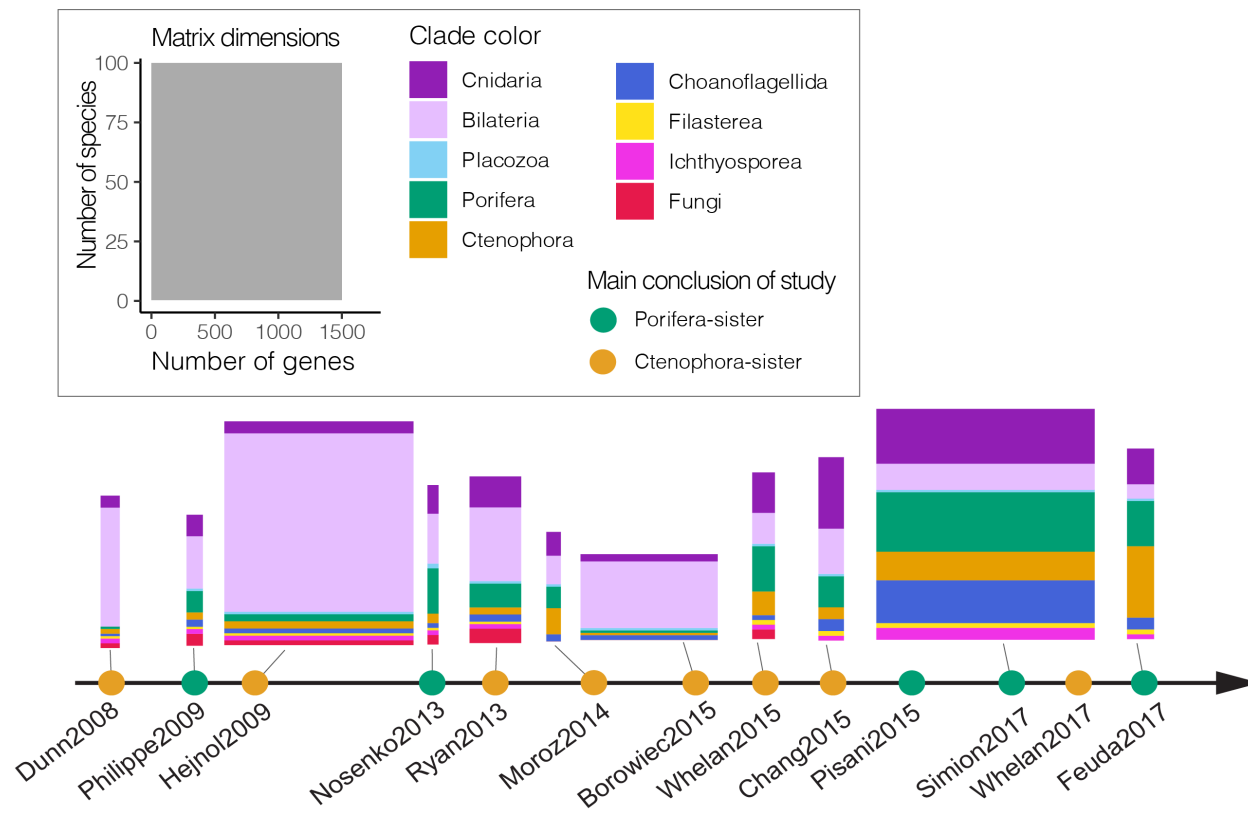 Matrix dimensions
100
75
50
25
0
Number of species
0 500 1000 1500
Number of genes
Clade color
Cnidaria
Bilateria
Placozoa
Porifera
Ctenophora
Choanoflagellida
Filasterea
Ichthyosporea
Fungi
Main conclusion of study
Porifera-sister
Ctenophora-sister
Dunn2008
Philippe2009
Hejnol2009
Nosenko2013
Ryan2013
Moroz2014
Borowiec2015
Whelan2015
Chang2015
Pisani2015
Simion2017
Whelan2017
Feuda2017